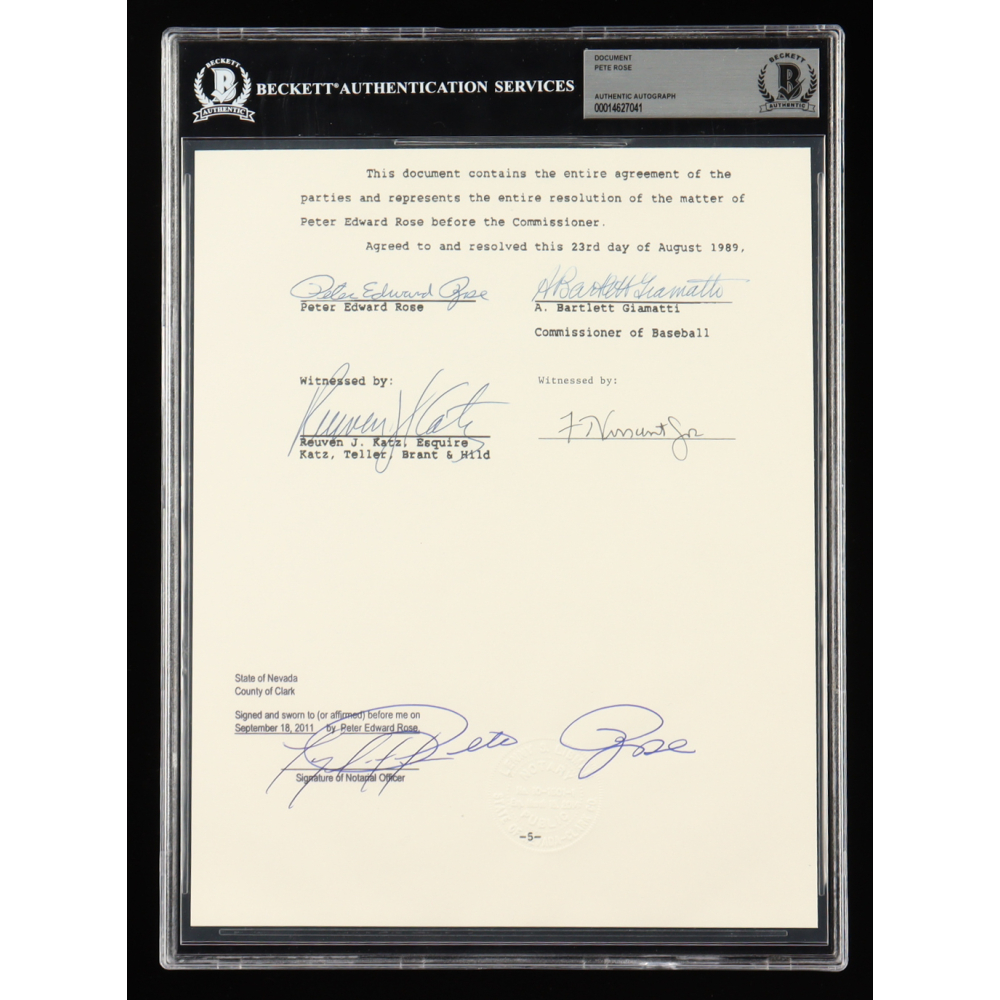 BECKETT
B
AUTHENTIC
BECKETT® AUTHENTICATION SERVICES
DOCUMENT
PETE ROSE
AUTHENTIC AUTOGRAPH
00014627041
BECKETT
B
AUTHENTIC
This document contains the entire agreement of the
parties and represents the entire resolution of the matter of
Peter Edward Rose before the Commissioner.
Agreed to and resolved this 23rd day of August 1989,
Peter Edward Rose
A Bartlett Giamatti
Peter Edward Rose
A. Bartlett Giamatti
Commissioner of Baseball
Witnessed by:
Witnessed by:
Reuven J Katz
Reuven J. Katz, Esquire
Katz, Teller, Brant & Hild
State of Nevada
County of Clark
Signed and sworn to (or affirmed) before me on
September 18, 2011 by Peter Edward Rose.
Pete Rose
Signature of Notarial Officer
-5-